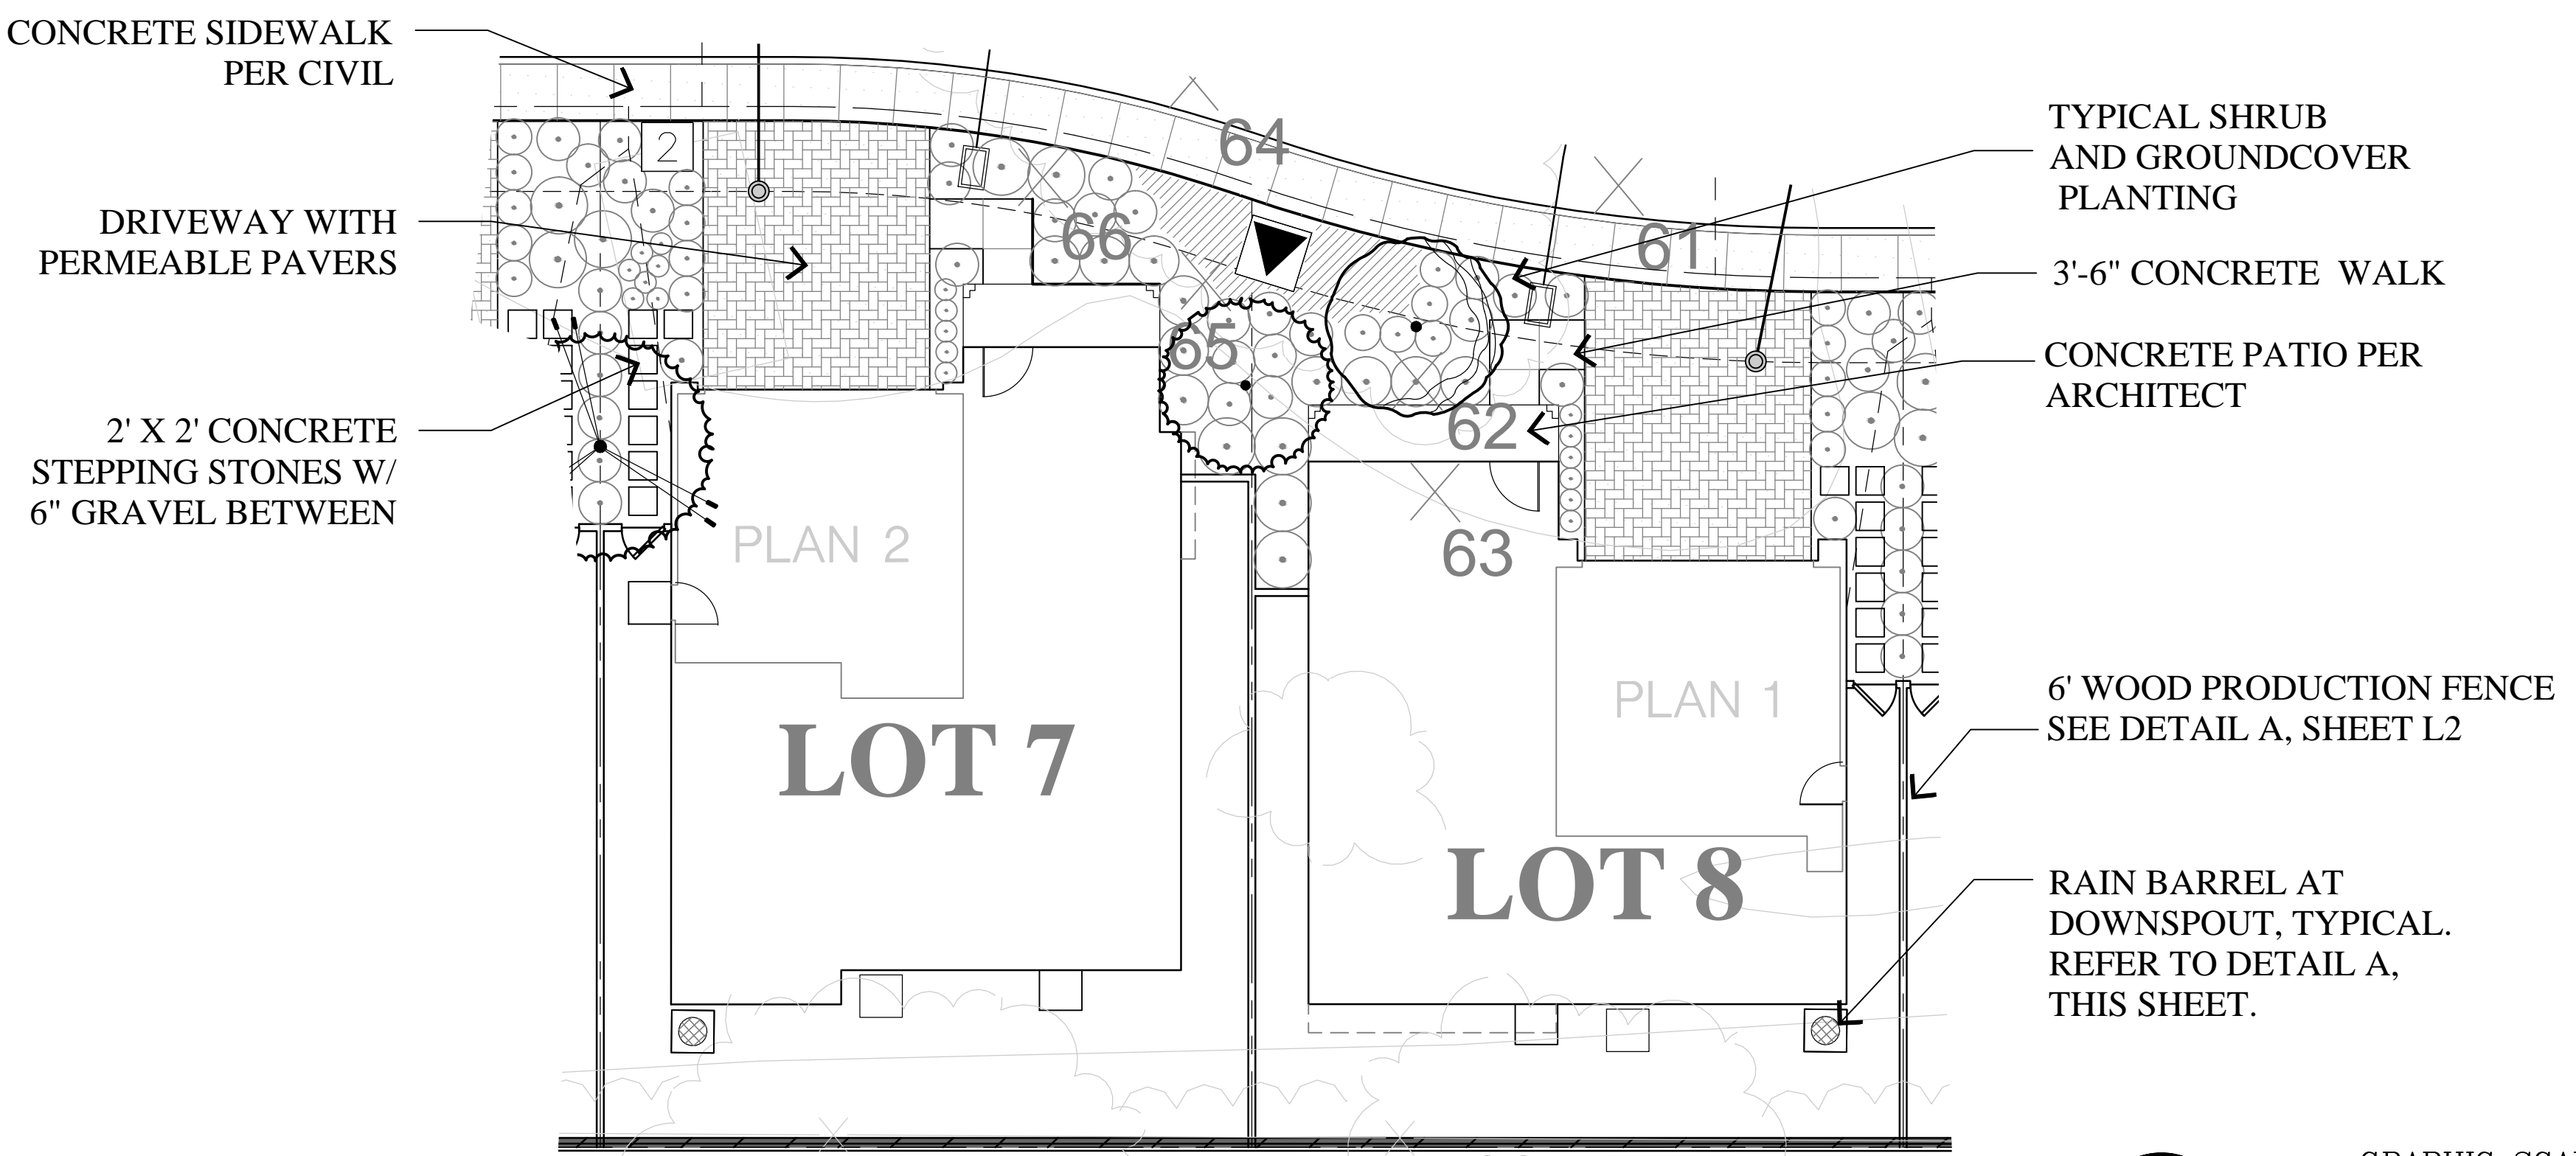 CONCRETE SIDEWALK
PER CIVIL
DRIVEWAY WITH
PERMEABLE PAVERS
2' X 2' CONCRETE
STEPPING STONES W/
6" GRAVEL BETWEEN
2
64
66
61
65
62
63
PLAN 2
PLAN 1
LOT 7
LOT 8
TYPICAL SHRUB
AND GROUNDCOVER
PLANTING
3'-6" CONCRETE WALK
CONCRETE PATIO PER
ARCHITECT
6' WOOD PRODUCTION FENCE
SEE DETAIL A, SHEET L2
RAIN BARREL AT
DOWNSPOUT, TYPICAL.
REFER TO DETAIL A,
THIS SHEET.